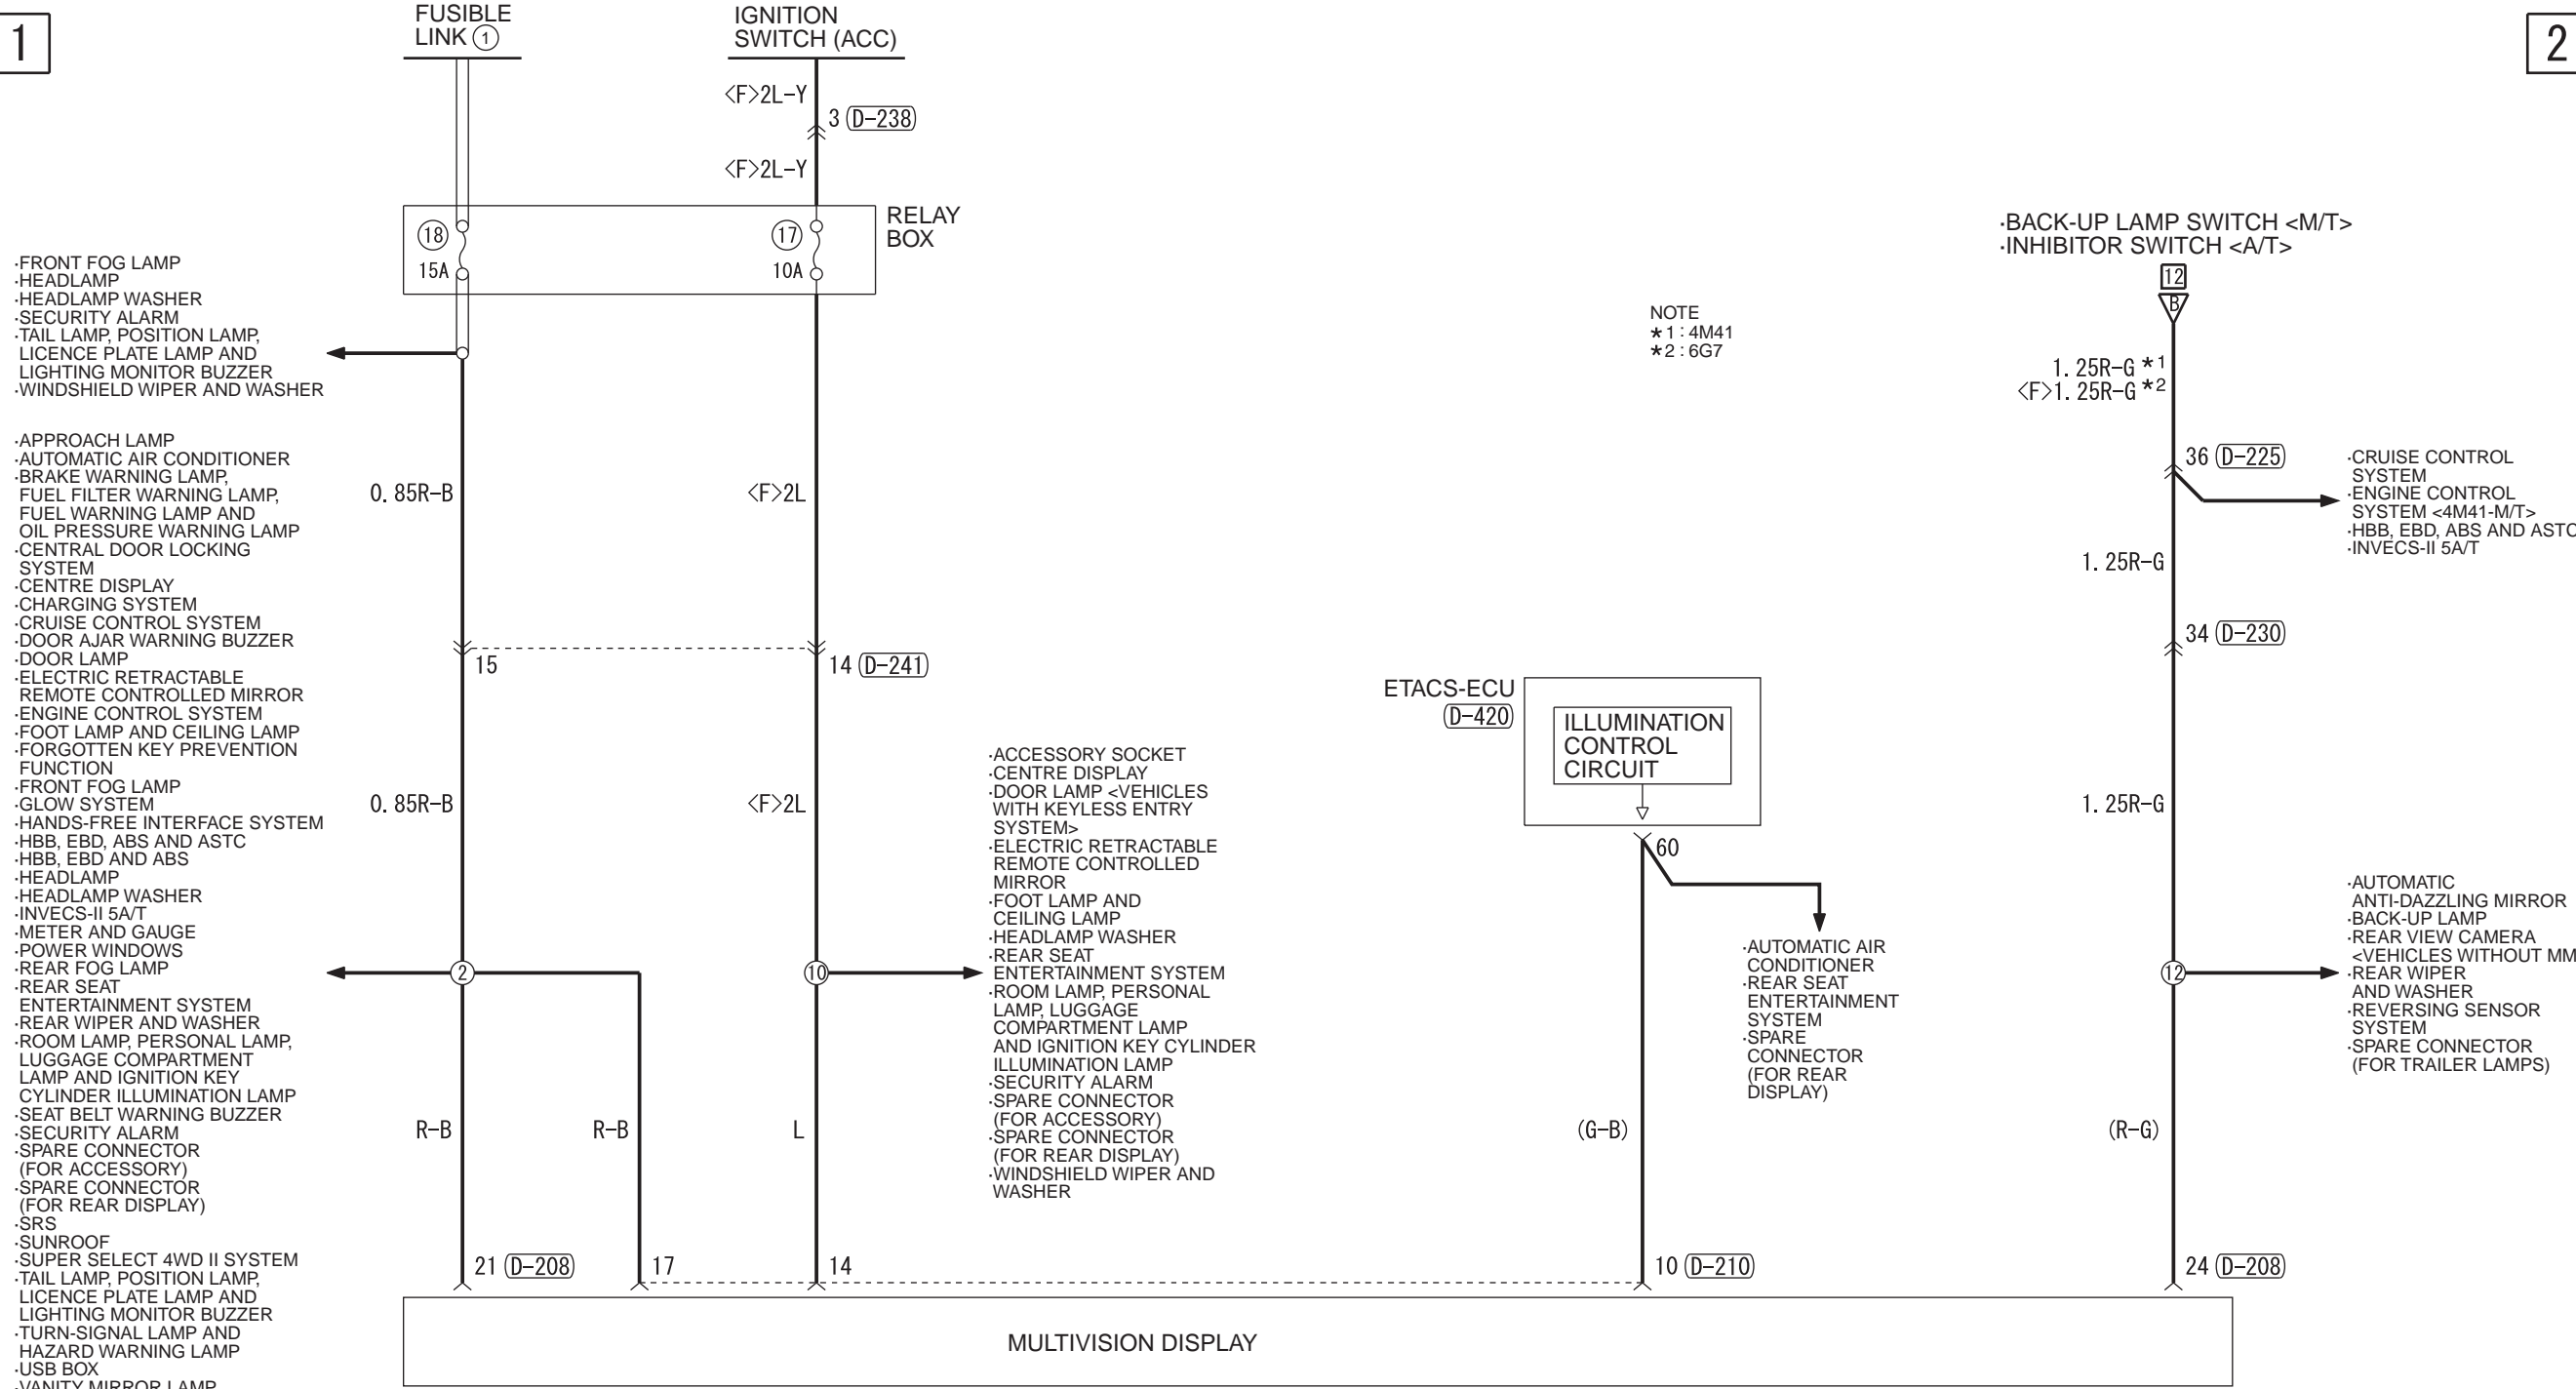 1
FUSIBLE
LINK ①
IGNITION
SWITCH (ACC)
2
<F>2L-Y
3 (D-238)
<F>2L-Y
RELAY
BOX
18
15A
17
10A
·FRONT FOG LAMP
·HEADLAMP
·HEADLAMP WASHER
·SECURITY ALARM
·TAIL LAMP, POSITION LAMP,
LICENCE PLATE LAMP AND
LIGHTING MONITOR BUZZER
·WINDSHIELD WIPER AND WASHER
·BACK-UP LAMP SWITCH <M/T>
·INHIBITOR SWITCH <A/T>
12
B
NOTE
*1 : 4M41
*2 : 6G7
1. 25R-G *1
<F>1. 25R-G *2
36 (D-225)
·CRUISE CONTROL
SYSTEM
·ENGINE CONTROL
SYSTEM <4M41-M/T>
·HBB, EBD, ABS AND ASTC
·INVECS-II 5A/T
1. 25R-G
34 (D-230)
1. 25R-G
·APPROACH LAMP
·AUTOMATIC AIR CONDITIONER
·BRAKE WARNING LAMP,
FUEL FILTER WARNING LAMP,
FUEL WARNING LAMP AND
OIL PRESSURE WARNING LAMP
·CENTRAL DOOR LOCKING
SYSTEM
·CENTRE DISPLAY
·CHARGING SYSTEM
·CRUISE CONTROL SYSTEM
·DOOR AJAR WARNING BUZZER
·DOOR LAMP
·ELECTRIC RETRACTABLE
REMOTE CONTROLLED MIRROR
·ENGINE CONTROL SYSTEM
·FOOT LAMP AND CEILING LAMP
·FORGOTTEN KEY PREVENTION
FUNCTION
·FRONT FOG LAMP
·GLOW SYSTEM
·HANDS-FREE INTERFACE SYSTEM
·HBB, EBD, ABS AND ASTC
·HBB, EBD AND ABS
·HEADLAMP
·HEADLAMP WASHER
·INVECS-II 5A/T
·METER AND GAUGE
·POWER WINDOWS
·REAR FOG LAMP
·REAR SEAT
ENTERTAINMENT SYSTEM
·REAR WIPER AND WASHER
·ROOM LAMP, PERSONAL LAMP,
LUGGAGE COMPARTMENT
LAMP AND IGNITION KEY
CYLINDER ILLUMINATION LAMP
·SEAT BELT WARNING BUZZER
·SECURITY ALARM
·SPARE CONNECTOR
(FOR ACCESSORY)
·SPARE CONNECTOR
(FOR REAR DISPLAY)
·SRS
·SUNROOF
·SUPER SELECT 4WD II SYSTEM
·TAIL LAMP, POSITION LAMP,
LICENCE PLATE LAMP AND
LIGHTING MONITOR BUZZER
·TURN-SIGNAL LAMP AND
HAZARD WARNING LAMP
·USB BOX
·VANITY MIRROR LAMP
0. 85R-B
<F>2L
15
14 (D-241)
0. 85R-B
<F>2L
2
10
·ACCESSORY SOCKET
·CENTRE DISPLAY
·DOOR LAMP <VEHICLES
WITH KEYLESS ENTRY
SYSTEM>
·ELECTRIC RETRACTABLE
REMOTE CONTROLLED
MIRROR
·FOOT LAMP AND
CEILING LAMP
·HEADLAMP WASHER
·REAR SEAT
ENTERTAINMENT SYSTEM
·ROOM LAMP, PERSONAL
LAMP, LUGGAGE
COMPARTMENT LAMP
AND IGNITION KEY CYLINDER
ILLUMINATION LAMP
·SECURITY ALARM
·SPARE CONNECTOR
(FOR ACCESSORY)
·SPARE CONNECTOR
(FOR REAR DISPLAY)
·WINDSHIELD WIPER AND
WASHER
ETACS-ECU
(D-420)
ILLUMINATION
CONTROL
CIRCUIT
60
·AUTOMATIC AIR
CONDITIONER
·REAR SEAT
ENTERTAINMENT
SYSTEM
·SPARE
CONNECTOR
(FOR REAR
DISPLAY)
12
·AUTOMATIC
ANTI-DAZZLING MIRROR
·BACK-UP LAMP
·REAR VIEW CAMERA
<VEHICLES WITHOUT MM
·REAR WIPER
AND WASHER
·REVERSING SENSOR
SYSTEM
·SPARE CONNECTOR
(FOR TRAILER LAMPS)
R-B
R-B
L
(G-B)
(R-G)
21 (D-208)
17
14
10 (D-210)
24 (D-208)
MULTIVISION DISPLAY